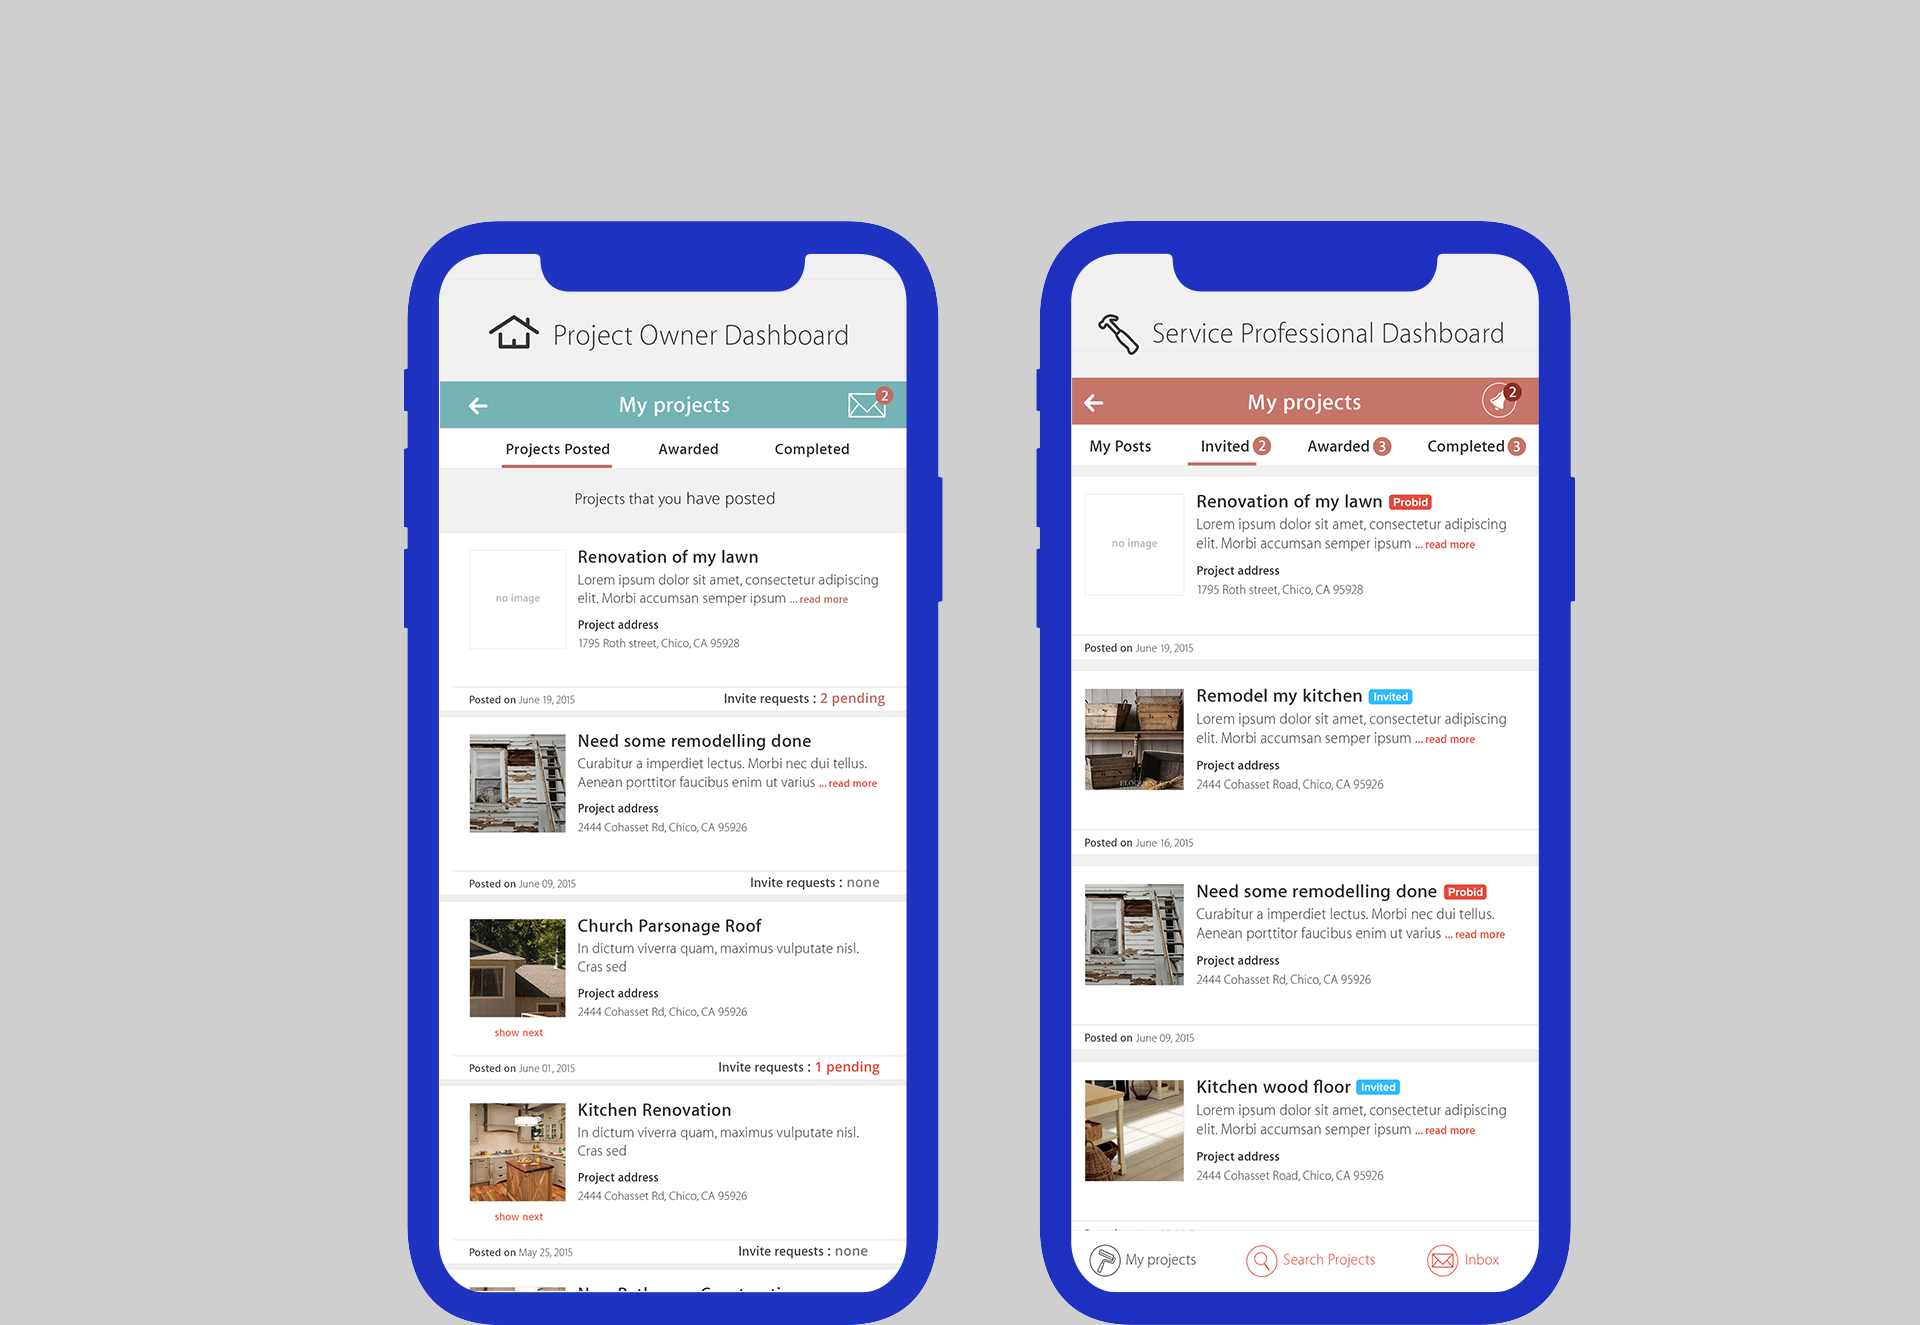 Project Owner Dashboard
My projects
2
Projects Posted Awarded Completed
Projects that you have posted
no image
Renovation of my lawn
Lorem ipsum dolor sit amet, consectetur adipiscing
elit. Morbi accumsan semper ipsum ... read more
Project address
1795 Roth street, Chico, CA 95928
Posted on June 19, 2015 Invite requests : 2 pending
Need some remodelling done
Curabitur a imperdiet lectus. Morbi nec dui tellus.
Aenean porttitor faucibus enim ut varius ... read more
Project address
2444 Cohasset Rd, Chico, CA 95926
Posted on June 09, 2015 Invite requests : none
Church Parsonage Roof
In dictum viverra quam, maximus vulputate nisl.
Cras sed
Project address
2444 Cohasset Rd, Chico, CA 95926
show next
Posted on June 01, 2015 Invite requests : 1 pending
Kitchen Renovation
In dictum viverra quam, maximus vulputate nisl.
Cras sed
Project address
2444 Cohasset Rd, Chico, CA 95926
show next
Posted on May 25, 2015 Invite requests : none
Service Professional Dashboard
My projects
2
My Posts Invited 2 Awarded 3 Completed 3
no image
Renovation of my lawn Probid
Lorem ipsum dolor sit amet, consectetur adipiscing
elit. Morbi accumsan semper ipsum ... read more
Project address
1795 Roth street, Chico, CA 95928
Posted on June 19, 2015
Remodel my kitchen Invited
Lorem ipsum dolor sit amet, consectetur adipiscing
elit. Morbi accumsan semper ipsum ... read more
Project address
2444 Cohasset Road, Chico, CA 95926
Posted on June 16, 2015
Need some remodelling done Probid
Curabitur a imperdiet lectus. Morbi nec dui tellus.
Aenean porttitor faucibus enim ut varius ... read more
Project address
2444 Cohasset Rd, Chico, CA 95926
Posted on June 09, 2015
Kitchen wood floor Invited
Lorem ipsum dolor sit amet, consectetur adipiscing
elit. Morbi accumsan semper ipsum ... read more
Project address
2444 Cohasset Road, Chico, CA 95926
My projects Search Projects Inbox